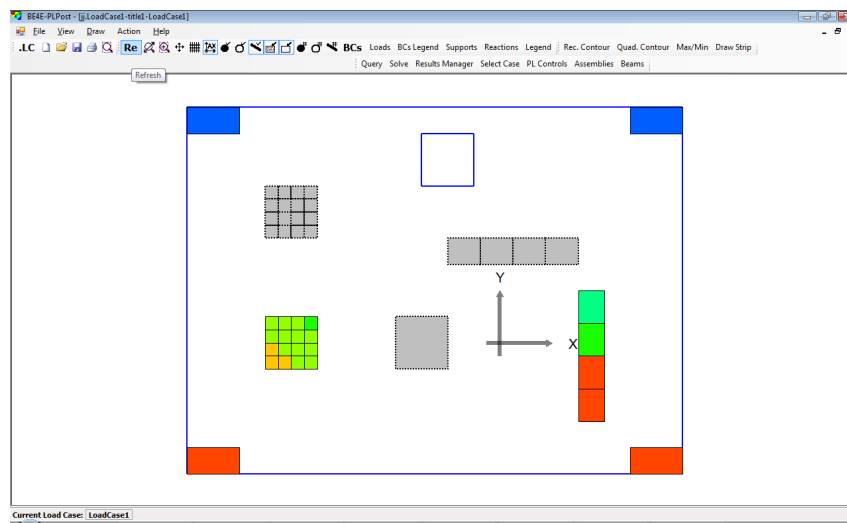 BE4E-PLPost - [jj.LoadCase1-title1-LoadCase1]
File View Draw Action Help
.LC Re BCs Loads BCs Legend Supports Reactions Legend Rec. Contour Quad. Contour Max/Min Draw Strip
Query Solve Results Manager Select Case PL Controls Assemblies Beams
Refresh
Y
X
Current Load Case: LoadCase1